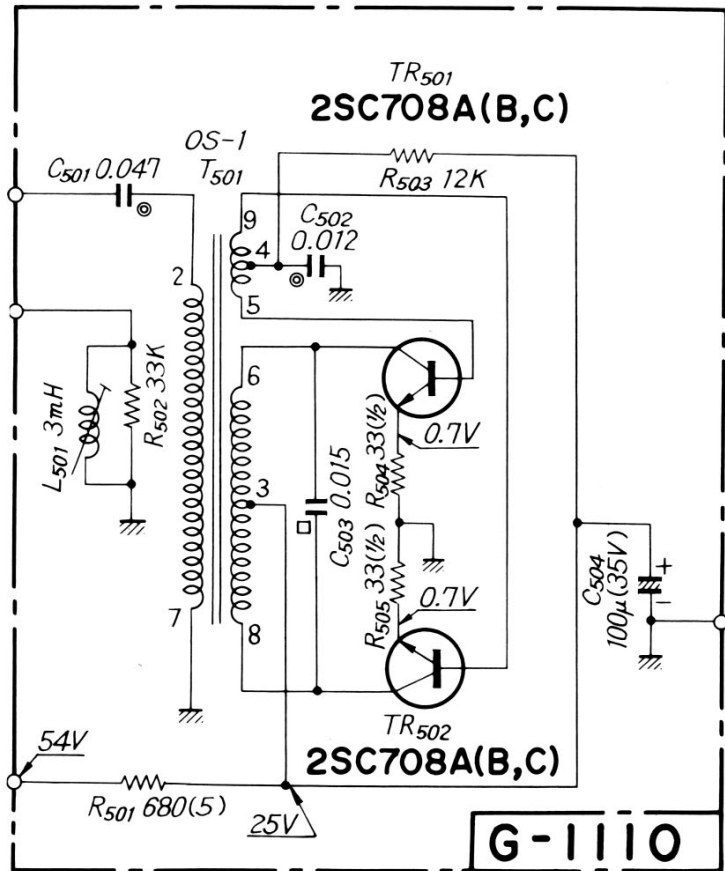 TR501
2SC708A(B,C)
OS-1
T501
C501 0.047
R503 12K
C502
0.012
9
4
2
5
6
L501 3mH
R502 33K
0.7V
R504 33(½)
3
C503 0.015
R505 33(½)
0.7V
C504
100μ(35V)
+
−
7
8
TR502
2SC708A(B,C)
54V
R501 680(5)
25V
G-1110